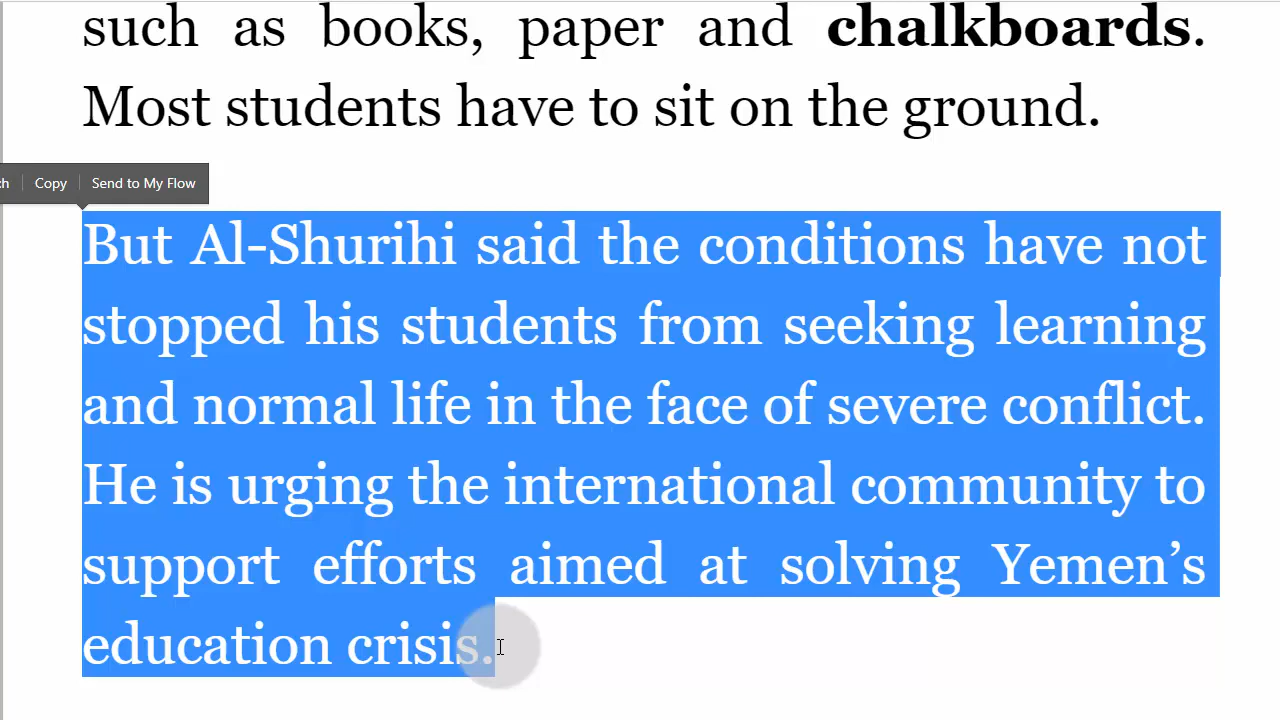 such as books, paper and chalkboards.
Most students have to sit on the ground.
Copy Send to My Flow
But Al-Shurihi said the conditions have not
stopped his students from seeking learning
and normal life in the face of severe conflict.
He is urging the international community to
support efforts aimed at solving Yemen’s
education crisis.